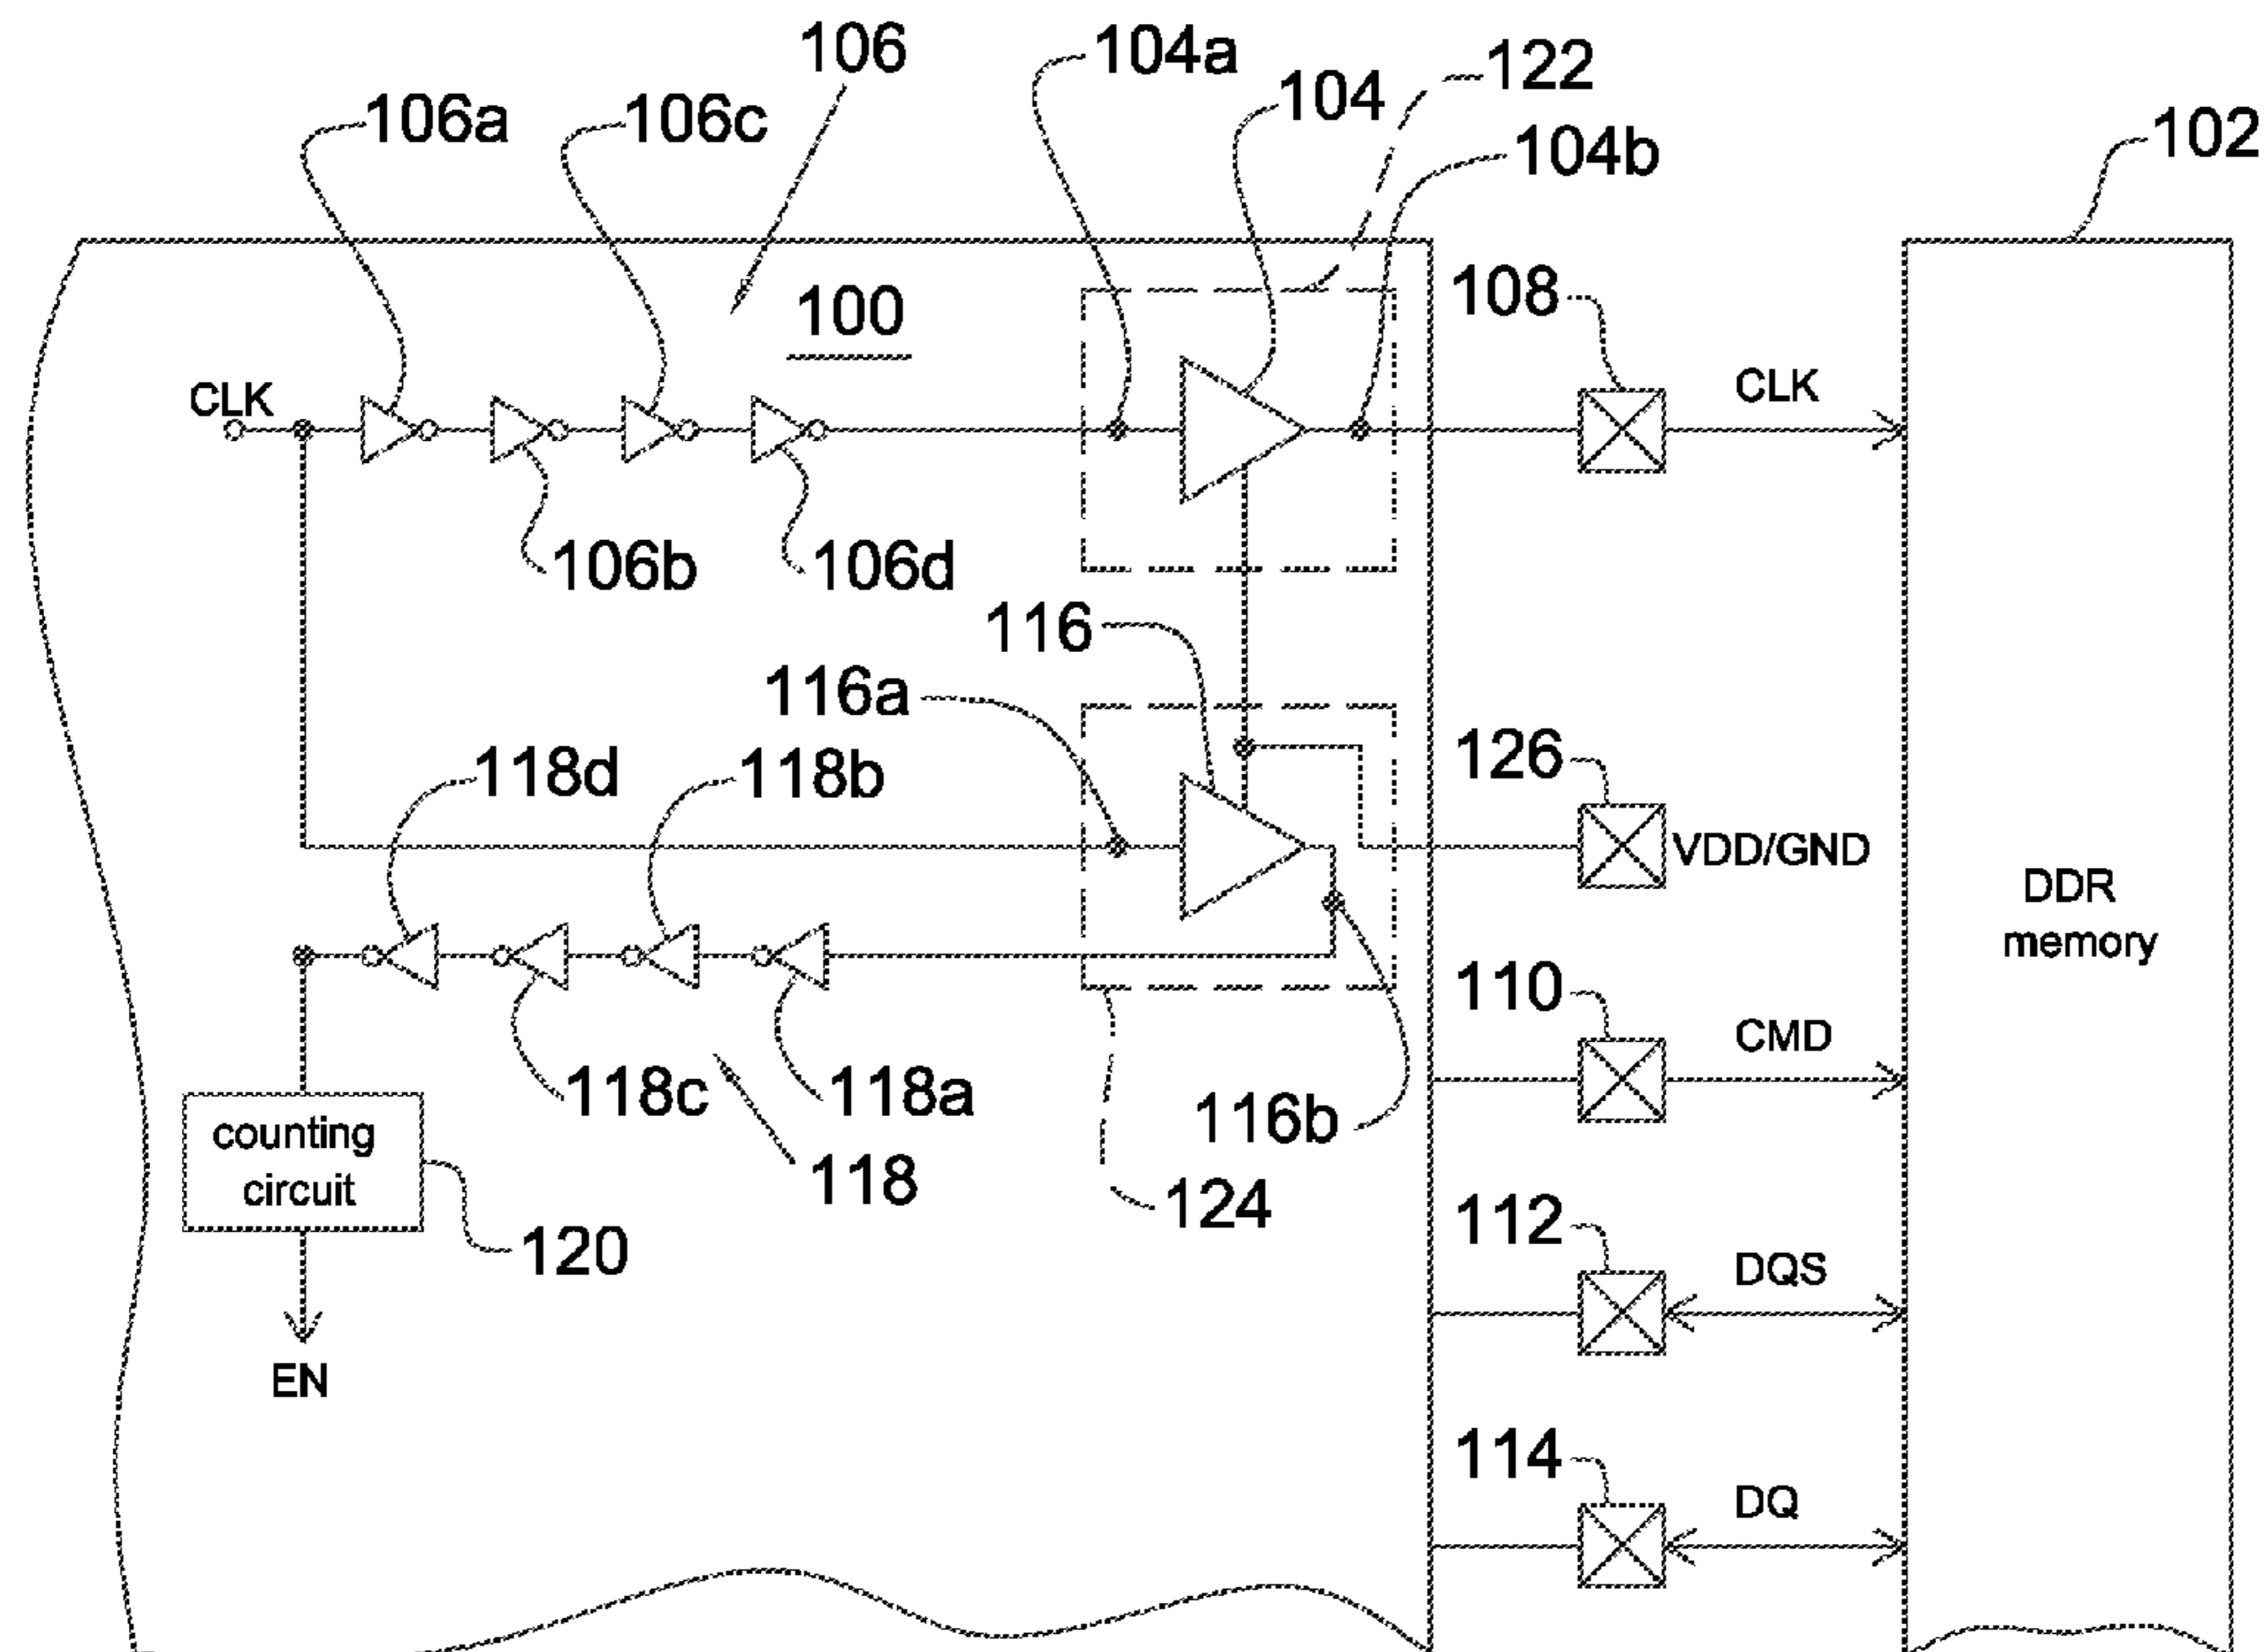 106
104a
122
106a
106c
104
104b
102
100
108
CLK
CLK
106b
106d
116
116a
118d
118b
126
VDD/GND
DDR
memory
110
CMD
118c
118a
116b
counting
circuit
118
124
112
120
DQS
EN
114
DQ